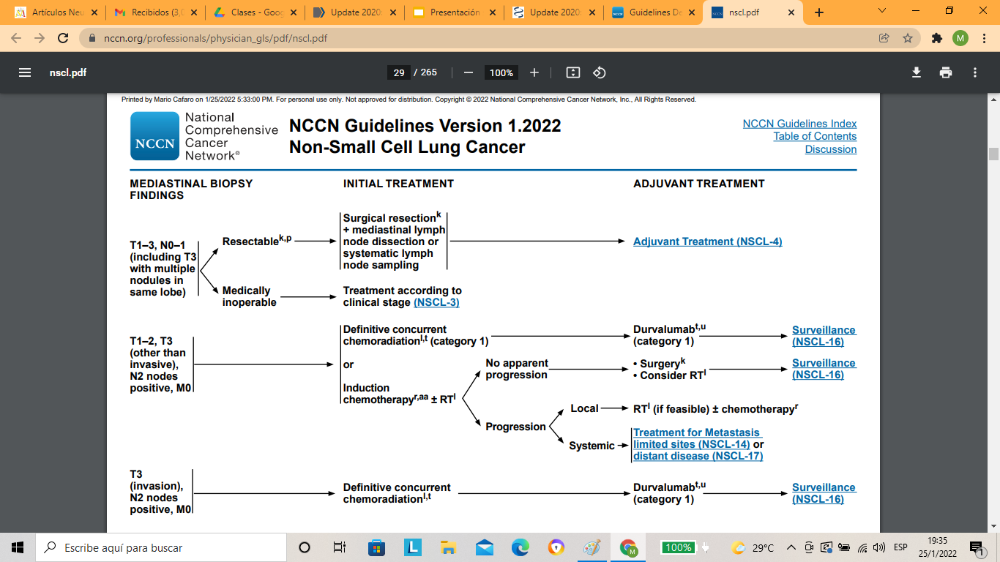 Artículos Neu
Recibidos (3,0
Clases - Goog
Update 2020:
Presentación
Update 2020:
Guidelines De
nscl.pdf
nccn.org/professionals/physician_gls/pdf/nscl.pdf
M
nscl.pdf
29 / 265
100%
Printed by Mario Cafaro on 1/25/2022 5:33:00 PM. For personal use only. Not approved for distribution. Copyright © 2022 National Comprehensive Cancer Network, Inc., All Rights Reserved.
NCCN
National
Comprehensive
Cancer
Network®
NCCN Guidelines Version 1.2022
Non-Small Cell Lung Cancer
NCCN Guidelines Index
Table of Contents
Discussion
MEDIASTINAL BIOPSY
FINDINGS
INITIAL TREATMENT
ADJUVANT TREATMENT
T1–3, N0–1
(including T3
with multiple
nodules in
same lobe)
Resectablek,p
Surgical resectionk
+ mediastinal lymph
node dissection or
systematic lymph
node sampling
Adjuvant Treatment (NSCL-4)
Medically
inoperable
Treatment according to
clinical stage (NSCL-3)
T1–2, T3
(other than
invasive),
N2 nodes
positive, M0
Definitive concurrent
chemoradiationl,t (category 1)
Durvalumabt,u
(category 1)
Surveillance
(NSCL-16)
or
Induction
chemotherapyr,aa ± RTl
No apparent
progression
• Surgeryk
• Consider RTl
Surveillance
(NSCL-16)
Progression
Local
RTl (if feasible) ± chemotherapyr
Systemic
Treatment for Metastasis
limited sites (NSCL-14) or
distant disease (NSCL-17)
T3
(invasion),
N2 nodes
positive, M0
Definitive concurrent
chemoradiationl,t
Durvalumabt,u
(category 1)
Surveillance
(NSCL-16)
Escribe aquí para buscar
L
M
100%
29°C
ESP
19:35
25/1/2022
1